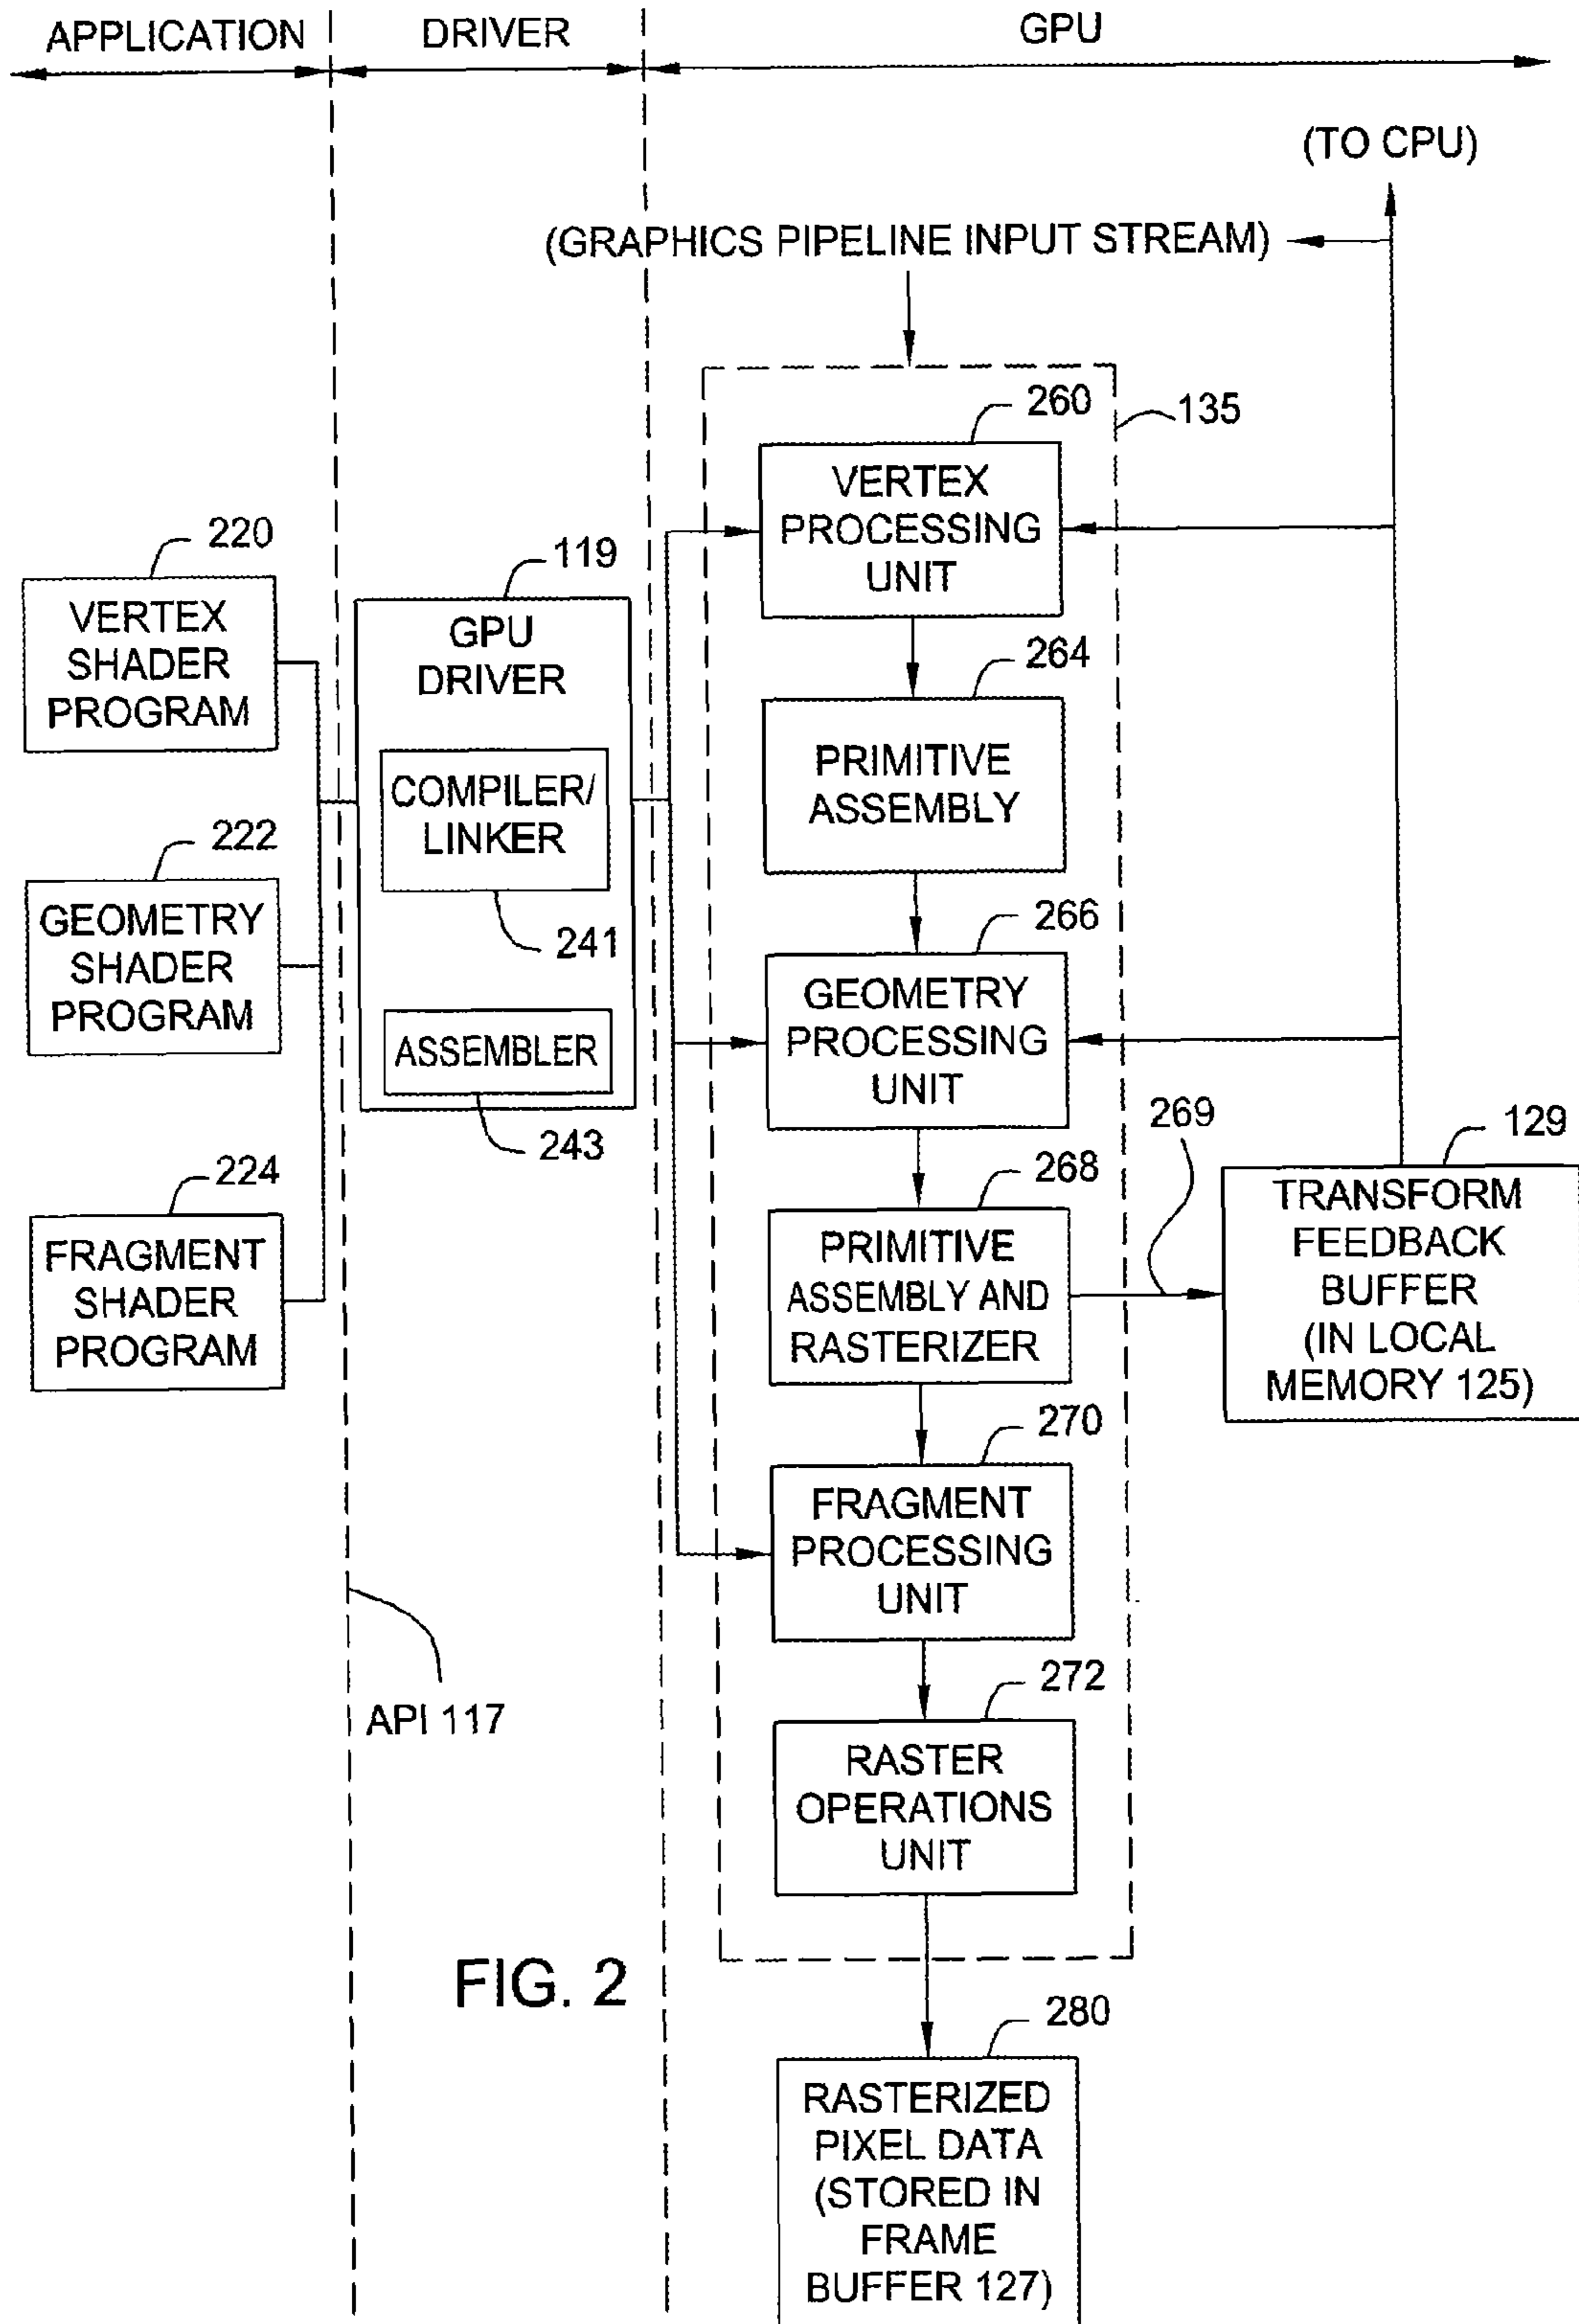 APPLICATION
DRIVER
GPU
(TO CPU)
(GRAPHICS PIPELINE INPUT STREAM)
260
135
VERTEX
PROCESSING
UNIT
220
VERTEX
SHADER
PROGRAM
119
GPU
DRIVER
COMPILER/
LINKER
241
ASSEMBLER
243
264
PRIMITIVE
ASSEMBLY
222
GEOMETRY
SHADER
PROGRAM
266
GEOMETRY
PROCESSING
UNIT
269
129
TRANSFORM
FEEDBACK
BUFFER
(IN LOCAL
MEMORY 125)
224
FRAGMENT
SHADER
PROGRAM
268
PRIMITIVE
ASSEMBLY AND
RASTERIZER
270
FRAGMENT
PROCESSING
UNIT
API 117
272
RASTER
OPERATIONS
UNIT
FIG. 2
280
RASTERIZED
PIXEL DATA
(STORED IN
FRAME
BUFFER 127)